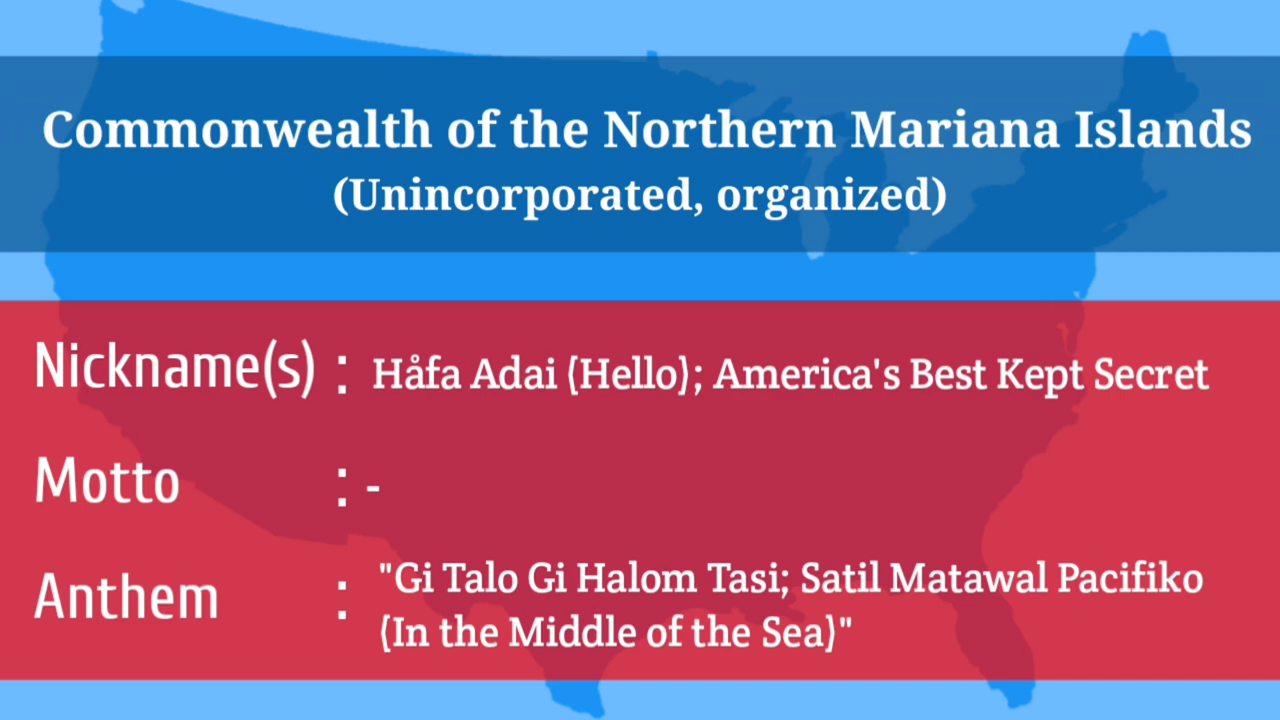 Commonwealth of the Northern Mariana Islands
(Unincorporated, organized)
Nickname(s) : Håfa Adai (Hello); America's Best Kept Secret
Motto : -
Anthem : "Gi Talo Gi Halom Tasi; Satil Matawal Pacifiko
(In the Middle of the Sea)"